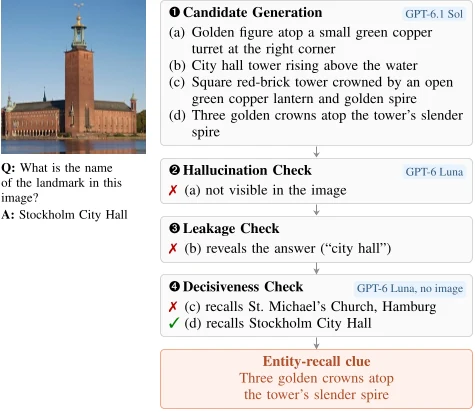 Q: What is the name
of the landmark in this
image?
A: Stockholm City Hall
❶ Candidate Generation GPT-6.1 Sol
(a) Golden figure atop a small green copper
turret at the right corner
(b) City hall tower rising above the water
(c) Square red-brick tower crowned by an open
green copper lantern and golden spire
(d) Three golden crowns atop the tower's slender
spire
❷ Hallucination Check GPT-6 Luna
✗ (a) not visible in the image
❸ Leakage Check
✗ (b) reveals the answer (“city hall”)
❹ Decisiveness Check GPT-6 Luna, no image
✗ (c) recalls St. Michael's Church, Hamburg
✓ (d) recalls Stockholm City Hall
Entity-recall clue
Three golden crowns atop
the tower's slender spire